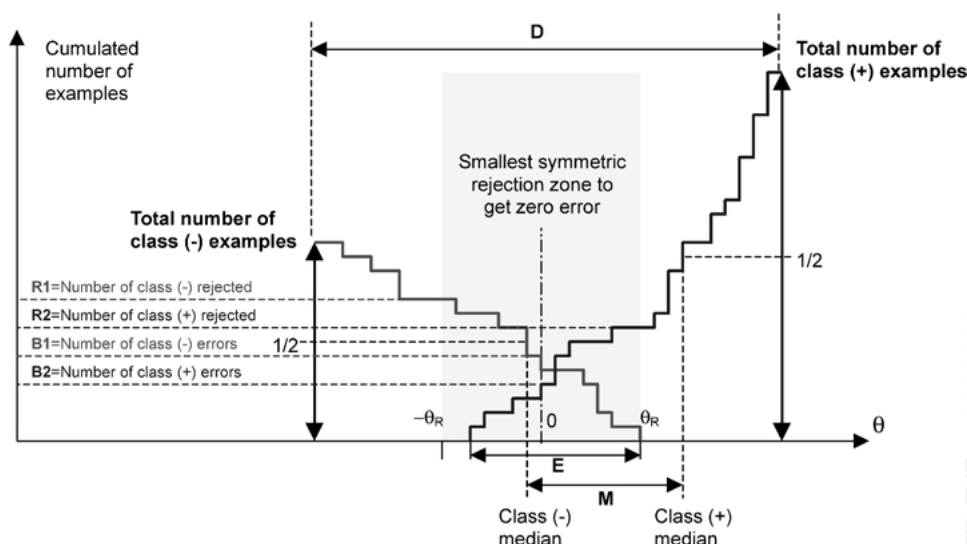 D
Cumulated
number of
examples
Total number of
class (+) examples
Smallest symmetric
rejection zone to
get zero error
Total number of
class (-) examples
1/2
R1=Number of class (-) rejected
R2=Number of class (+) rejected
B1=Number of class (-) errors
1/2
B2=Number of class (+) errors
−θR
0
θR
θ
E
M
Class (-)
median
Class (+)
median